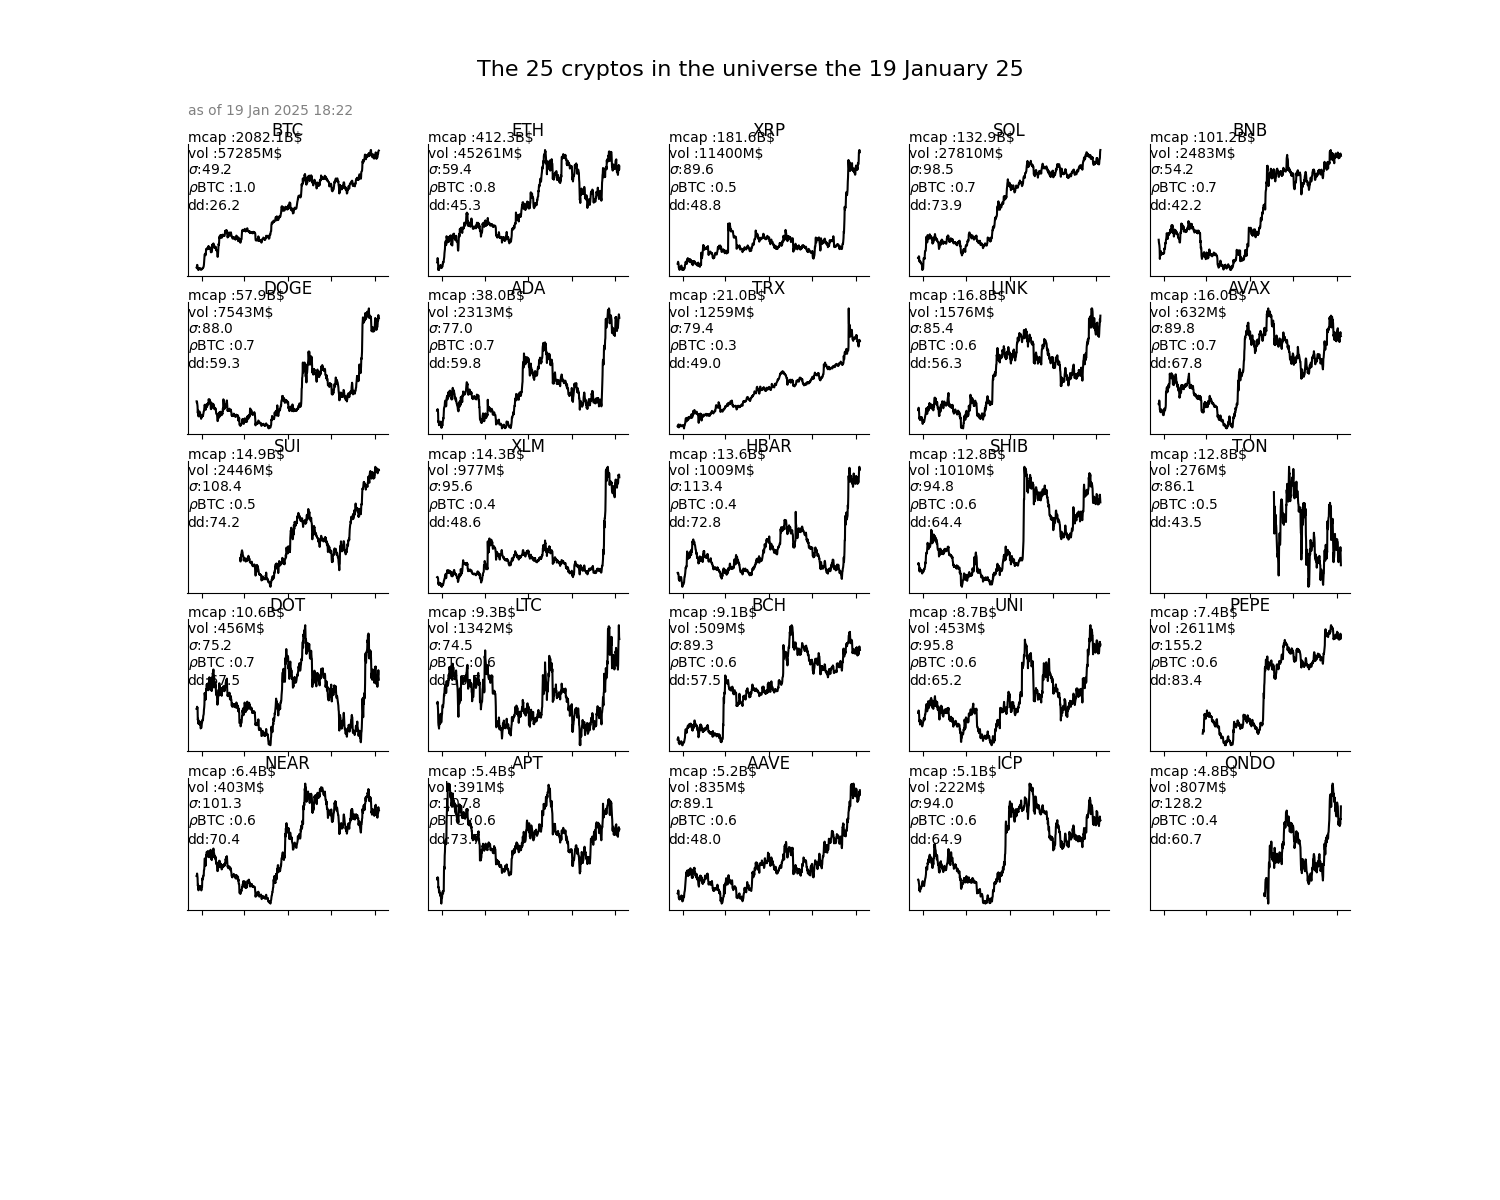 The 25 cryptos in the universe the 19 January 25
as of 19 Jan 2025 18:22
BTC
mcap :2082.1B$
vol :57285M$
σ:49.2
ρBTC :1.0
dd:26.2
ETH
mcap :412.3B$
vol :45261M$
σ:59.4
ρBTC :0.8
dd:45.3
XRP
mcap :181.6B$
vol :11400M$
σ:89.6
ρBTC :0.5
dd:48.8
SOL
mcap :132.9B$
vol :27810M$
σ:98.5
ρBTC :0.7
dd:73.9
BNB
mcap :101.2B$
vol :2483M$
σ:54.2
ρBTC :0.7
dd:42.2
DOGE
mcap :57.9B$
vol :7543M$
σ:88.0
ρBTC :0.7
dd:59.3
ADA
mcap :38.0B$
vol :2313M$
σ:77.0
ρBTC :0.7
dd:59.8
TRX
mcap :21.0B$
vol :1259M$
σ:79.4
ρBTC :0.3
dd:49.0
LINK
mcap :16.8B$
vol :1576M$
σ:85.4
ρBTC :0.6
dd:56.3
AVAX
mcap :16.0B$
vol :632M$
σ:89.8
ρBTC :0.7
dd:67.8
SUI
mcap :14.9B$
vol :2446M$
σ:108.4
ρBTC :0.5
dd:74.2
XLM
mcap :14.3B$
vol :977M$
σ:95.6
ρBTC :0.4
dd:48.6
HBAR
mcap :13.6B$
vol :1009M$
σ:113.4
ρBTC :0.4
dd:72.8
SHIB
mcap :12.8B$
vol :1010M$
σ:94.8
ρBTC :0.6
dd:64.4
TON
mcap :12.8B$
vol :276M$
σ:86.1
ρBTC :0.5
dd:43.5
DOT
mcap :10.6B$
vol :456M$
σ:75.2
ρBTC :0.7
LTC
mcap :9.3B$
vol :1342M$
σ:74.5
ρBTC :0.6
BCH
mcap :9.1B$
vol :509M$
σ:89.3
ρBTC :0.6
dd:57.5
UNI
mcap :8.7B$
vol :453M$
σ:95.8
ρBTC :0.6
dd:65.2
PEPE
mcap :7.4B$
vol :2611M$
σ:155.2
ρBTC :0.6
dd:83.4
NEAR
mcap :6.4B$
vol :403M$
σ:101.3
ρBTC :0.6
dd:70.4
APT
mcap :5.4B$
vol :391M$
σ:107.8
ρBTC :0.6
AAVE
mcap :5.2B$
vol :835M$
σ:89.1
ρBTC :0.6
dd:48.0
ICP
mcap :5.1B$
vol :222M$
σ:94.0
ρBTC :0.6
dd:64.9
ONDO
mcap :4.8B$
vol :807M$
σ:128.2
ρBTC :0.4
dd:60.7